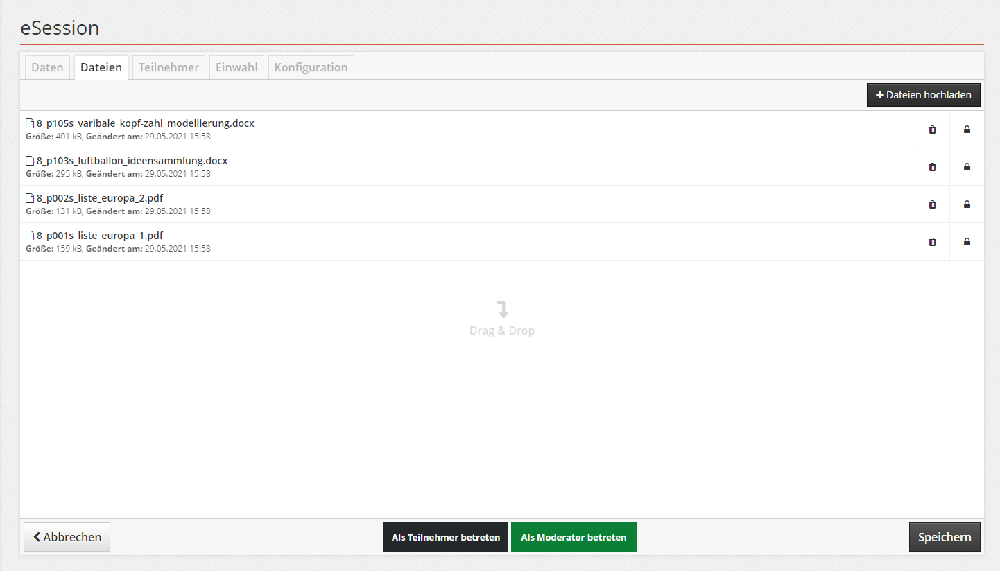 eSession
Daten Dateien Teilnehmer Einwahl Konfiguration
Dateien hochladen
8_p105s_varibale_kopf-zahl_modellierung.docx
Größe: 401 kB, Geändert am: 29.05.2021 15:58
8_p103s_luftballon_ideensammlung.docx
Größe: 295 kB, Geändert am: 29.05.2021 15:58
8_p002s_liste_europa_2.pdf
Größe: 131 kB, Geändert am: 29.05.2021 15:58
8_p001s_liste_europa_1.pdf
Größe: 159 kB, Geändert am: 29.05.2021 15:58
Drag & Drop
Abbrechen Als Teilnehmer betreten Als Moderator betreten Speichern